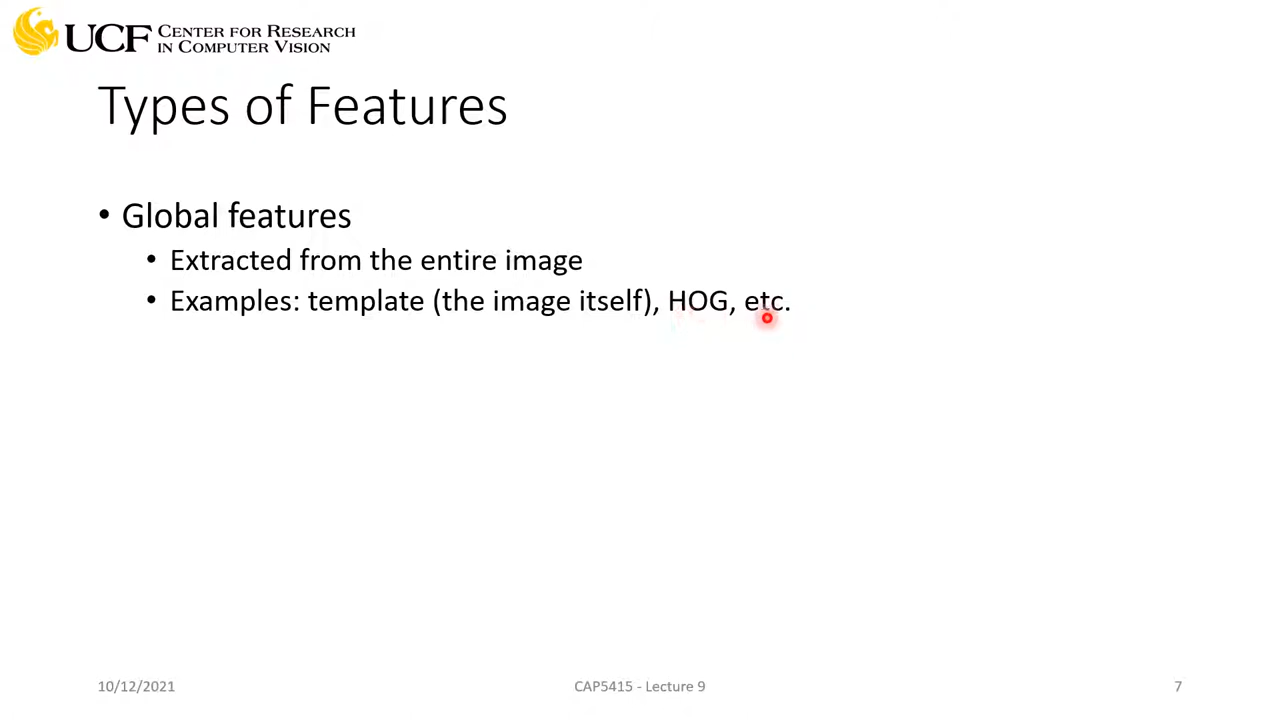 UCF CENTER FOR RESEARCH
IN COMPUTER VISION
Types of Features
• Global features
• Extracted from the entire image
• Examples: template (the image itself), HOG, etc.
10/12/2021 CAP5415 - Lecture 9 7